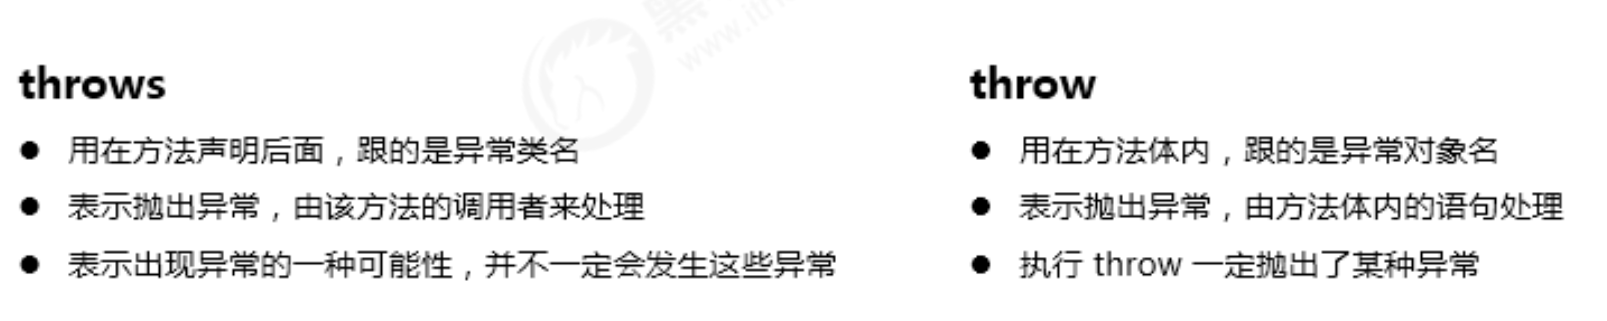 黑
www.ith
throws
● 用在方法声明后面，跟的是异常类名
● 表示抛出异常，由该方法的调用者来处理
● 表示出现异常的一种可能性，并不一定会发生这些异常
throw
● 用在方法体内，跟的是异常对象名
● 表示抛出异常，由方法体内的语句处理
● 执行 throw 一定抛出了某种异常